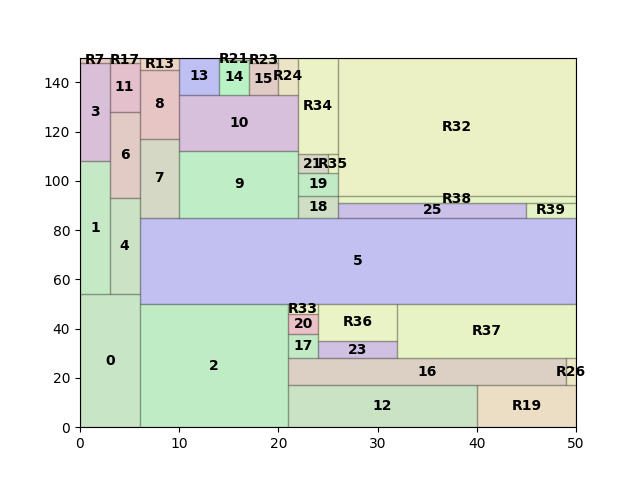 R7 R17 R13 R21 R23
140 3 11 8 13 14 15 R24 R34 R32
120 6 10
100 7 9 21 R35
19
80 1 4 18 25 R38 R39
60 5
40 R33 20 R36 R37
0 2 17 23
20 16 R26
12 R19
0
0 10 20 30 40 50